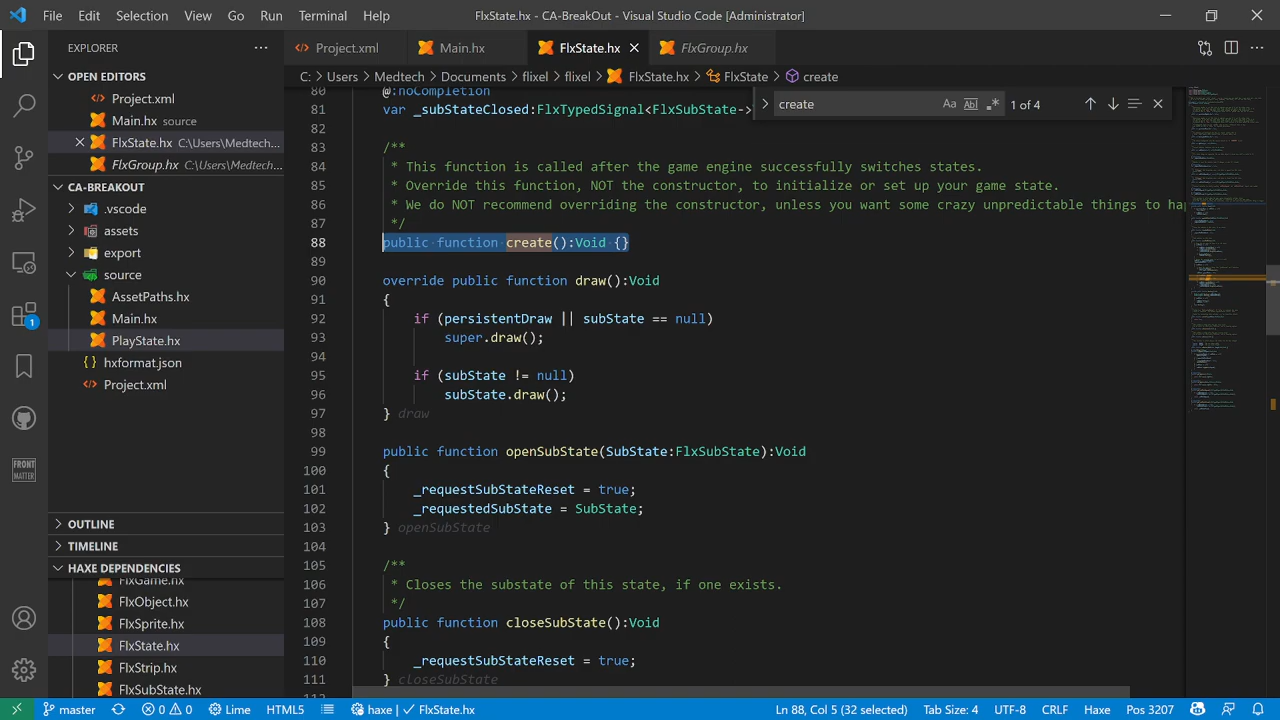 File Edit Selection View Go Run Terminal Help FlxState.hx - CA-BreakOut - Visual Studio Code [Administrator]
EXPLORER
Project.xml Main.hx FlxState.hx FlxGroup.hx
OPEN EDITORS
Project.xml
Main.hx source
FlxState.hx C:\Users\Medtech...
FlxGroup.hx C:\Users\Medtech...
CA-BREAKOUT
.vscode
assets
export
source
AssetPaths.hx
Main.hx
PlayState.hx
hxformat.json
Project.xml
OUTLINE
TIMELINE
HAXE DEPENDENCIES
FlxGame.hx
FlxObject.hx
FlxSprite.hx
FlxState.hx
FlxStrip.hx
FlxSubState.hx
1
FRONT MATTER
C: > Users > Medtech > Documents > flixel > flixel > FlxState.hx > FlxState > create
create Aa Abl .* 1 of 4
80 @:noCompletion
81 var _subStateClosed:FlxTypedSignal<FlxSubState->
82
83 /**
84 * This function is called after the game engine successfully switches states.
85 * Override this function, NOT the constructor, to initialize or set up your game state.
86 * We do NOT recommend overriding the constructor, unless you want some crazy unpredictable things to hap
87 */
88 public function create():Void {}
89
90 override public function draw():Void
91 {
92 if (persistentDraw || subState == null)
93 super.draw();
94
95 if (subState != null)
96 subState.draw();
97 } draw
98
99 public function openSubState(SubState:FlxSubState):Void
100 {
101 _requestSubStateReset = true;
102 _requestedSubState = SubState;
103 } openSubState
104
105 /**
106 * Closes the substate of this state, if one exists.
107 */
108 public function closeSubState():Void
109 {
110 _requestSubStateReset = true;
111 } closeSubState
112
master 0 0 Lime HTML5 haxe | ✓ FlxState.hx Ln 88, Col 5 (32 selected) Tab Size: 4 UTF-8 CRLF Haxe Pos 3207